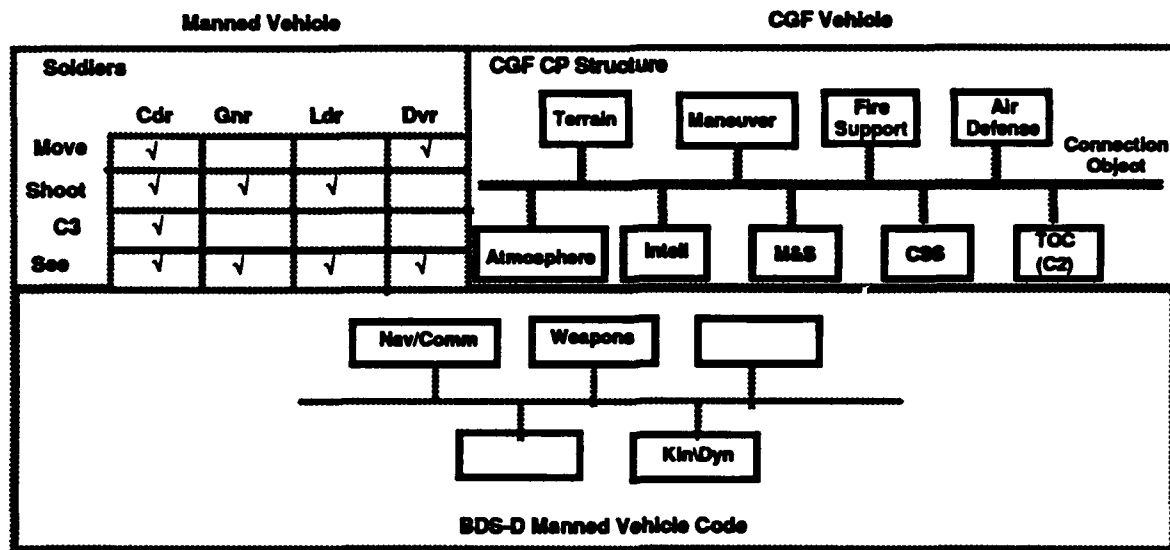 Manned Vehicle
CGF Vehicle
Soldiers
Cdr Gnr Ldr Dvr
Move √ √
Shoot √ √ √
C3 √
See √ √ √ √
CGF CP Structure
Terrain
Maneuver
Fire
Support
Air
Defense
Connection
Object
Atmosphere
Intell
M&S
CSS
TOC
(C2)
Nav/Comm
Weapons
Kin\Dyn
BDS-D Manned Vehicle Code